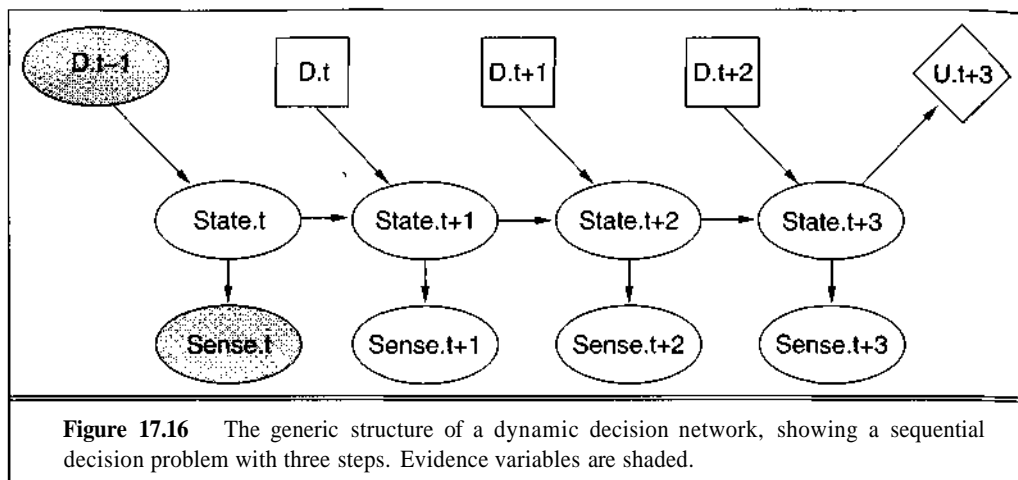 D.t−1 D.t D.t+1 D.t+2 U.t+3
State.t State.t+1 State.t+2 State.t+3
Sense.t Sense.t+1 Sense.t+2 Sense.t+3
Figure 17.16 The generic structure of a dynamic decision network, showing a sequential
decision problem with three steps. Evidence variables are shaded.